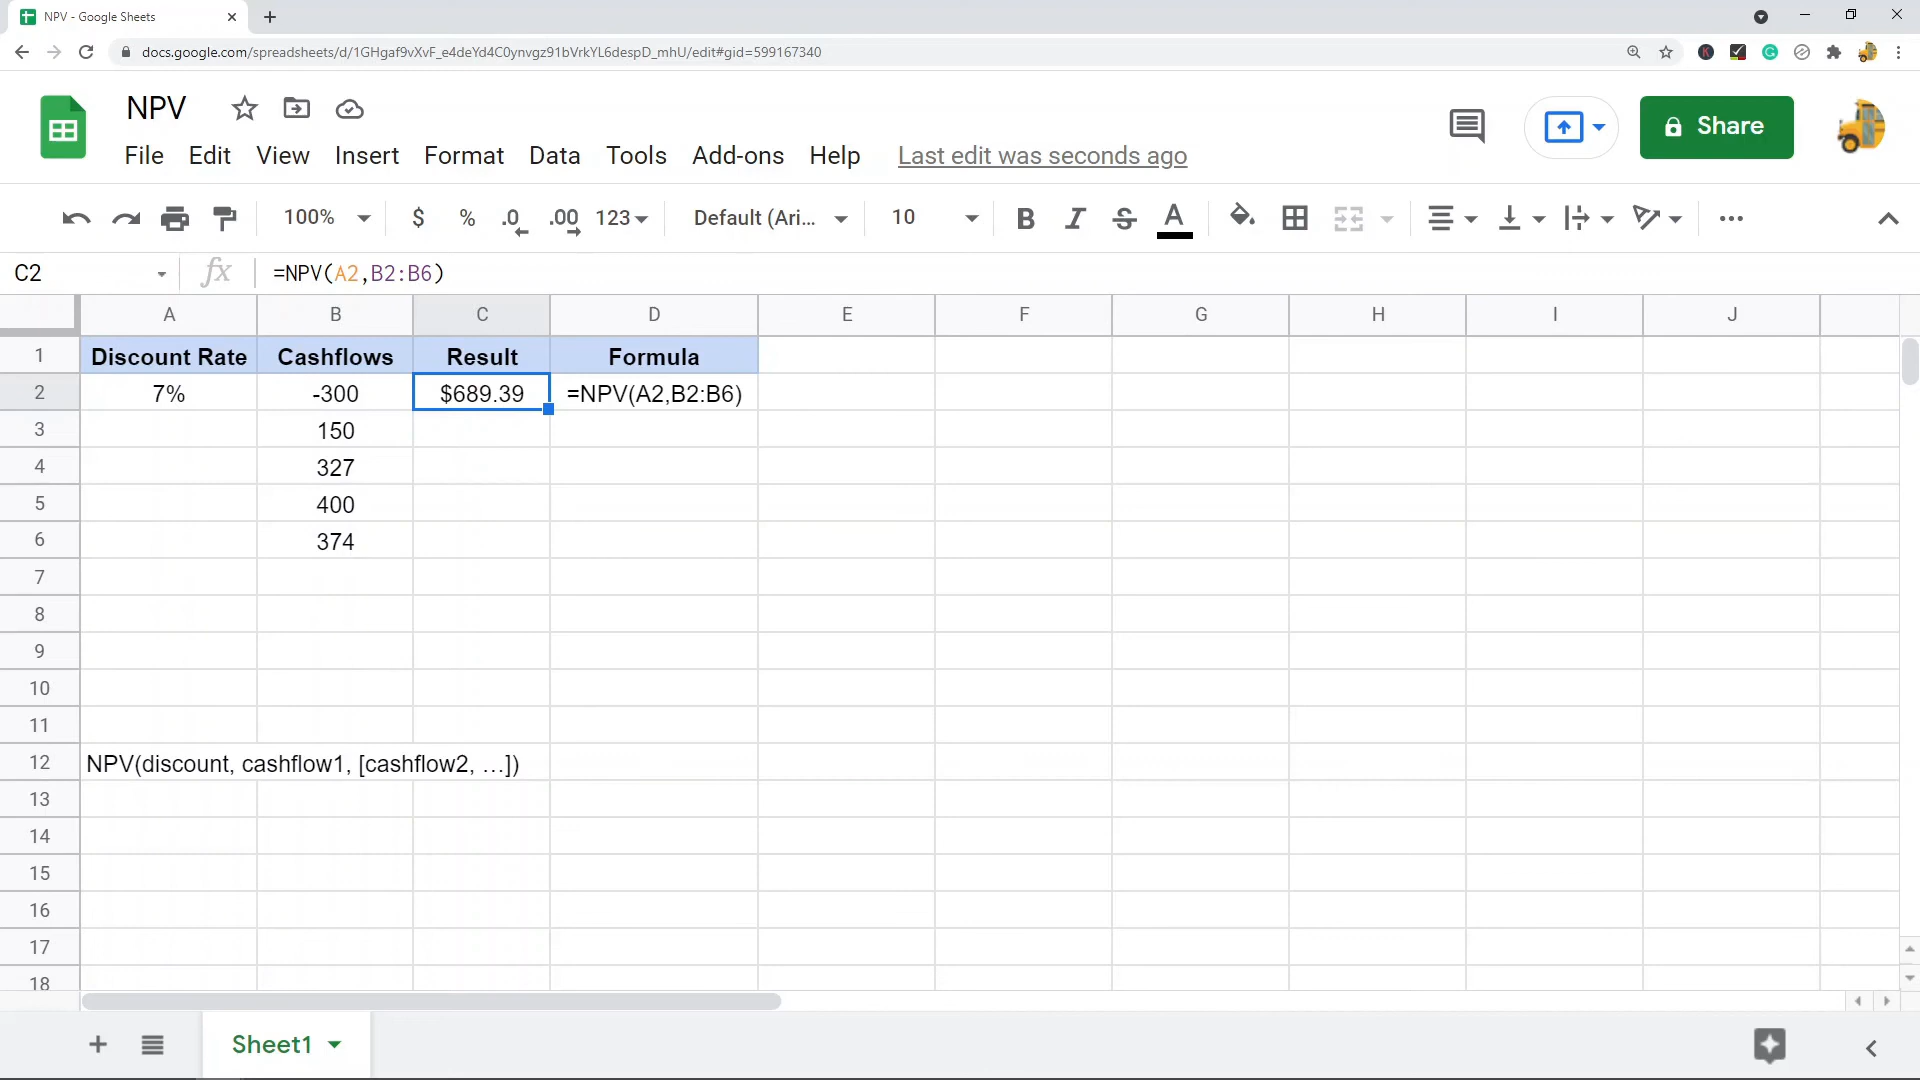 NPV - Google Sheets
docs.google.com/spreadsheets/d/1GHgaf9vXvF_e4deYd4C0ynvgz91bVrkYL6despD_mhU/edit#gid=599167340
NPV
File Edit View Insert Format Data Tools Add-ons Help Last edit was seconds ago
Share
100% $ % .0 .00 123 Default (Ari... 10 B I S A
C2 fx =NPV(A2,B2:B6)
A B C D E F G H I J
1 Discount Rate Cashflows Result Formula
2 7% -300 $689.39 =NPV(A2,B2:B6)
3 150
4 327
5 400
6 374
7
8
9
10
11
12 NPV(discount, cashflow1, [cashflow2, …])
13
14
15
16
17
18
Sheet1